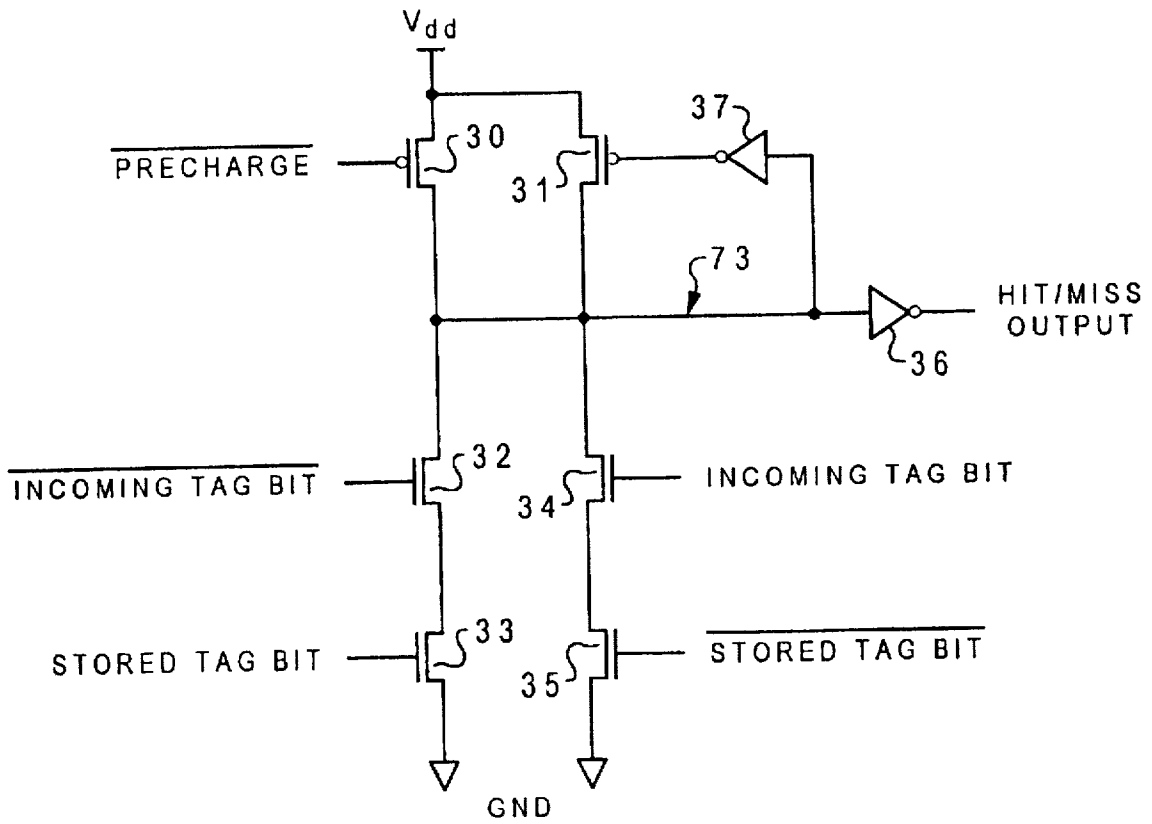 Vdd
37
30
PRECHARGE
31
73
HIT/MISS
OUTPUT
36
32
INCOMING TAG BIT
INCOMING TAG BIT
34
33
STORED TAG BIT
STORED TAG BIT
35
GND